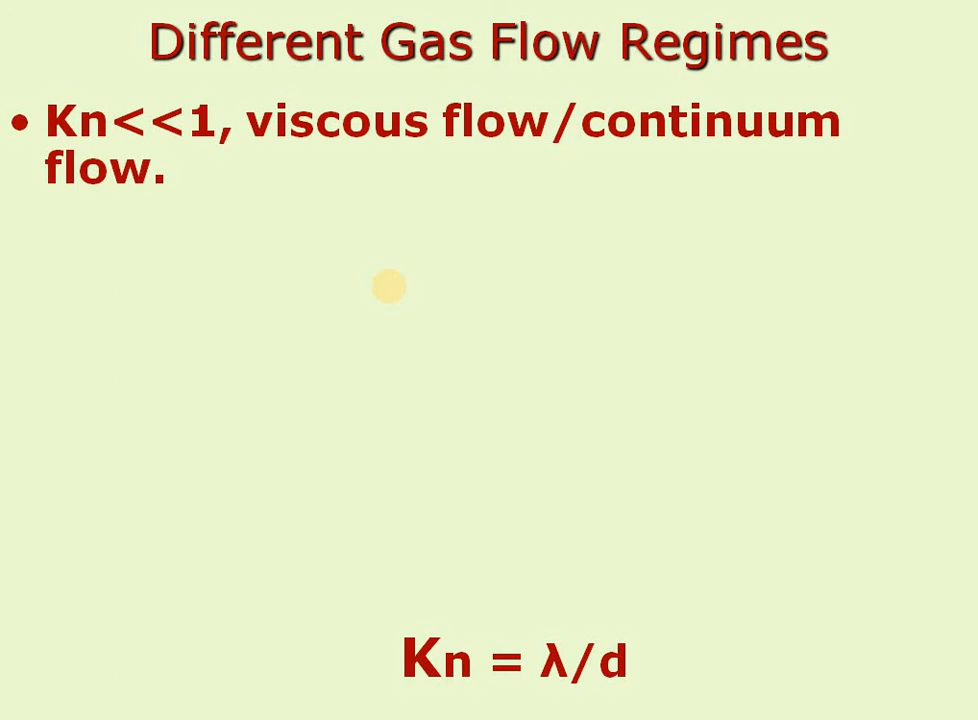 Different Gas Flow Regimes
• Kn<<1, viscous flow/continuum
flow.
Kn = λ/d